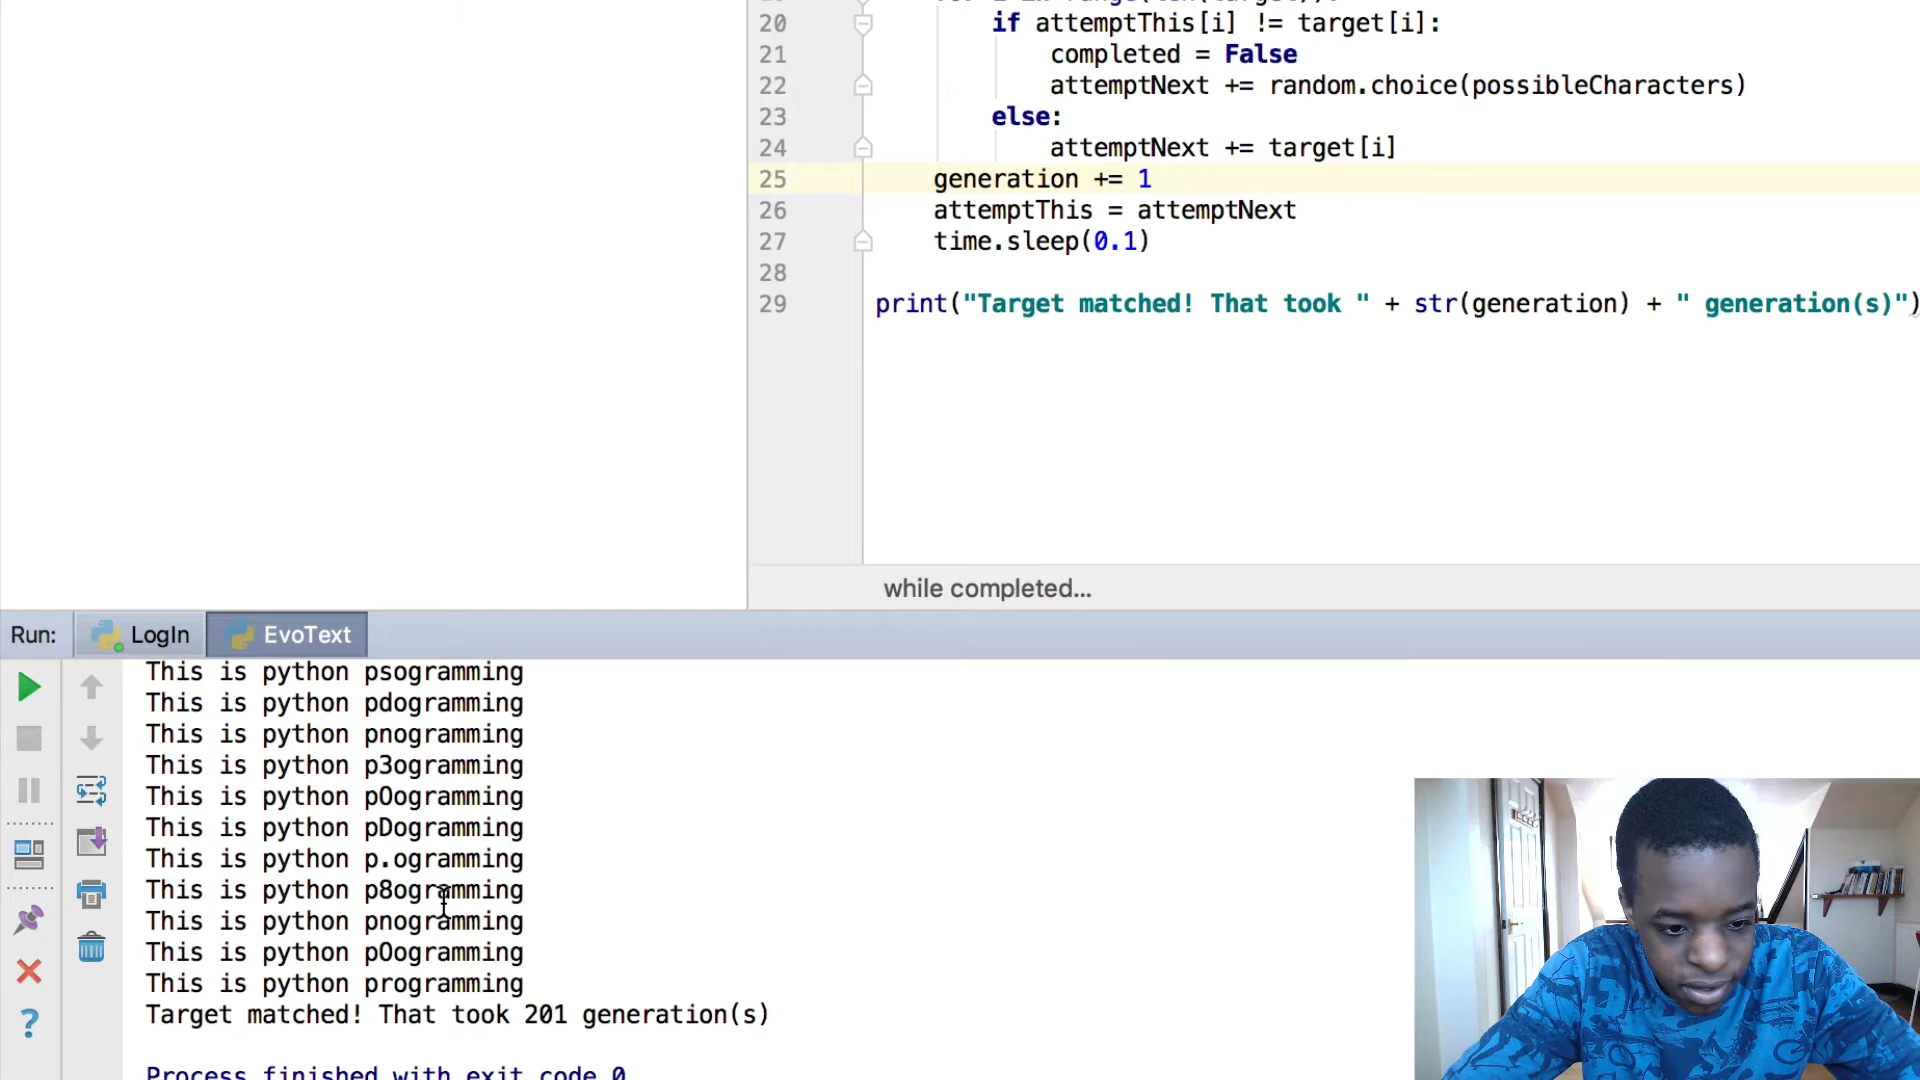 20 if attemptThis[i] != target[i]:
21 completed = False
22 attemptNext += random.choice(possibleCharacters)
23 else:
24 attemptNext += target[i]
25 generation += 1
26 attemptThis = attemptNext
27 time.sleep(0.1)
28
29 print("Target matched! That took " + str(generation) + " generation(s)")
while completed...
Run: LogIn EvoText
This is python psogramming
This is python pdogramming
This is python pnogramming
This is python p3ogramming
This is python pOogramming
This is python pDogramming
This is python p.ogramming
This is python p8ogramming
This is python pnogramming
This is python pOogramming
This is python programming
Target matched! That took 201 generation(s)
Process finished with exit code 0